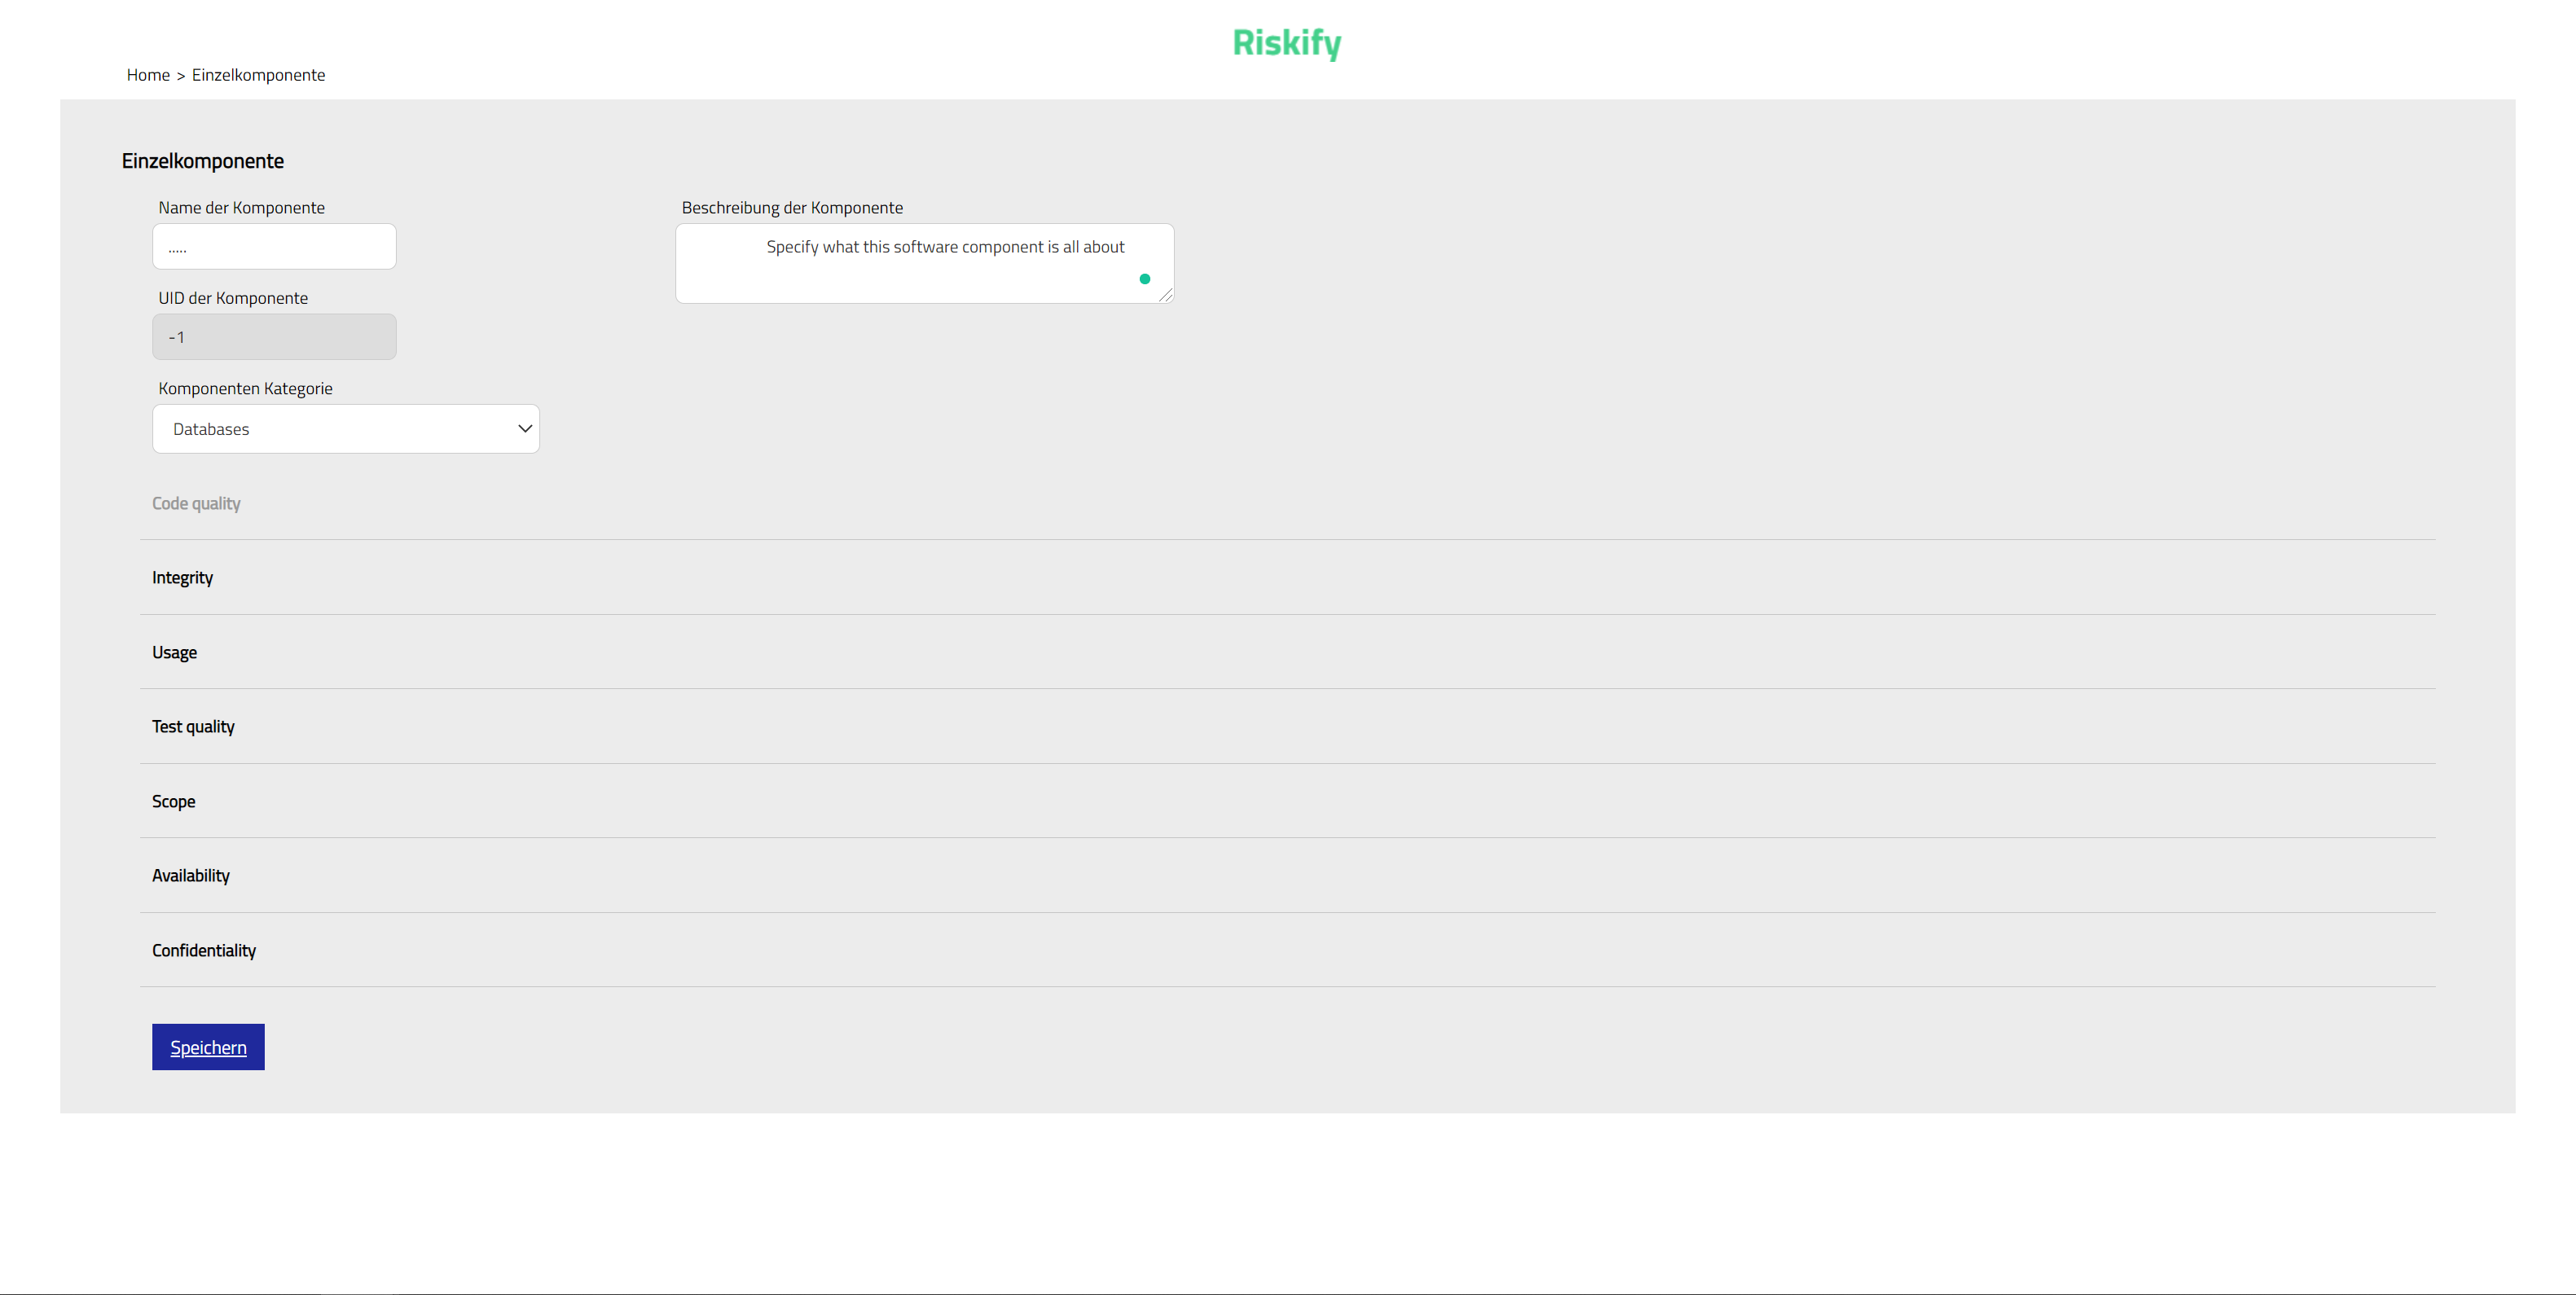 Riskify
Home > Einzelkomponente
Einzelkomponente
Name der Komponente
.....
UID der Komponente
-1
Komponenten Kategorie
Databases
Beschreibung der Komponente
Specify what this software component is all about
Code quality
Integrity
Usage
Test quality
Scope
Availability
Confidentiality
Speichern